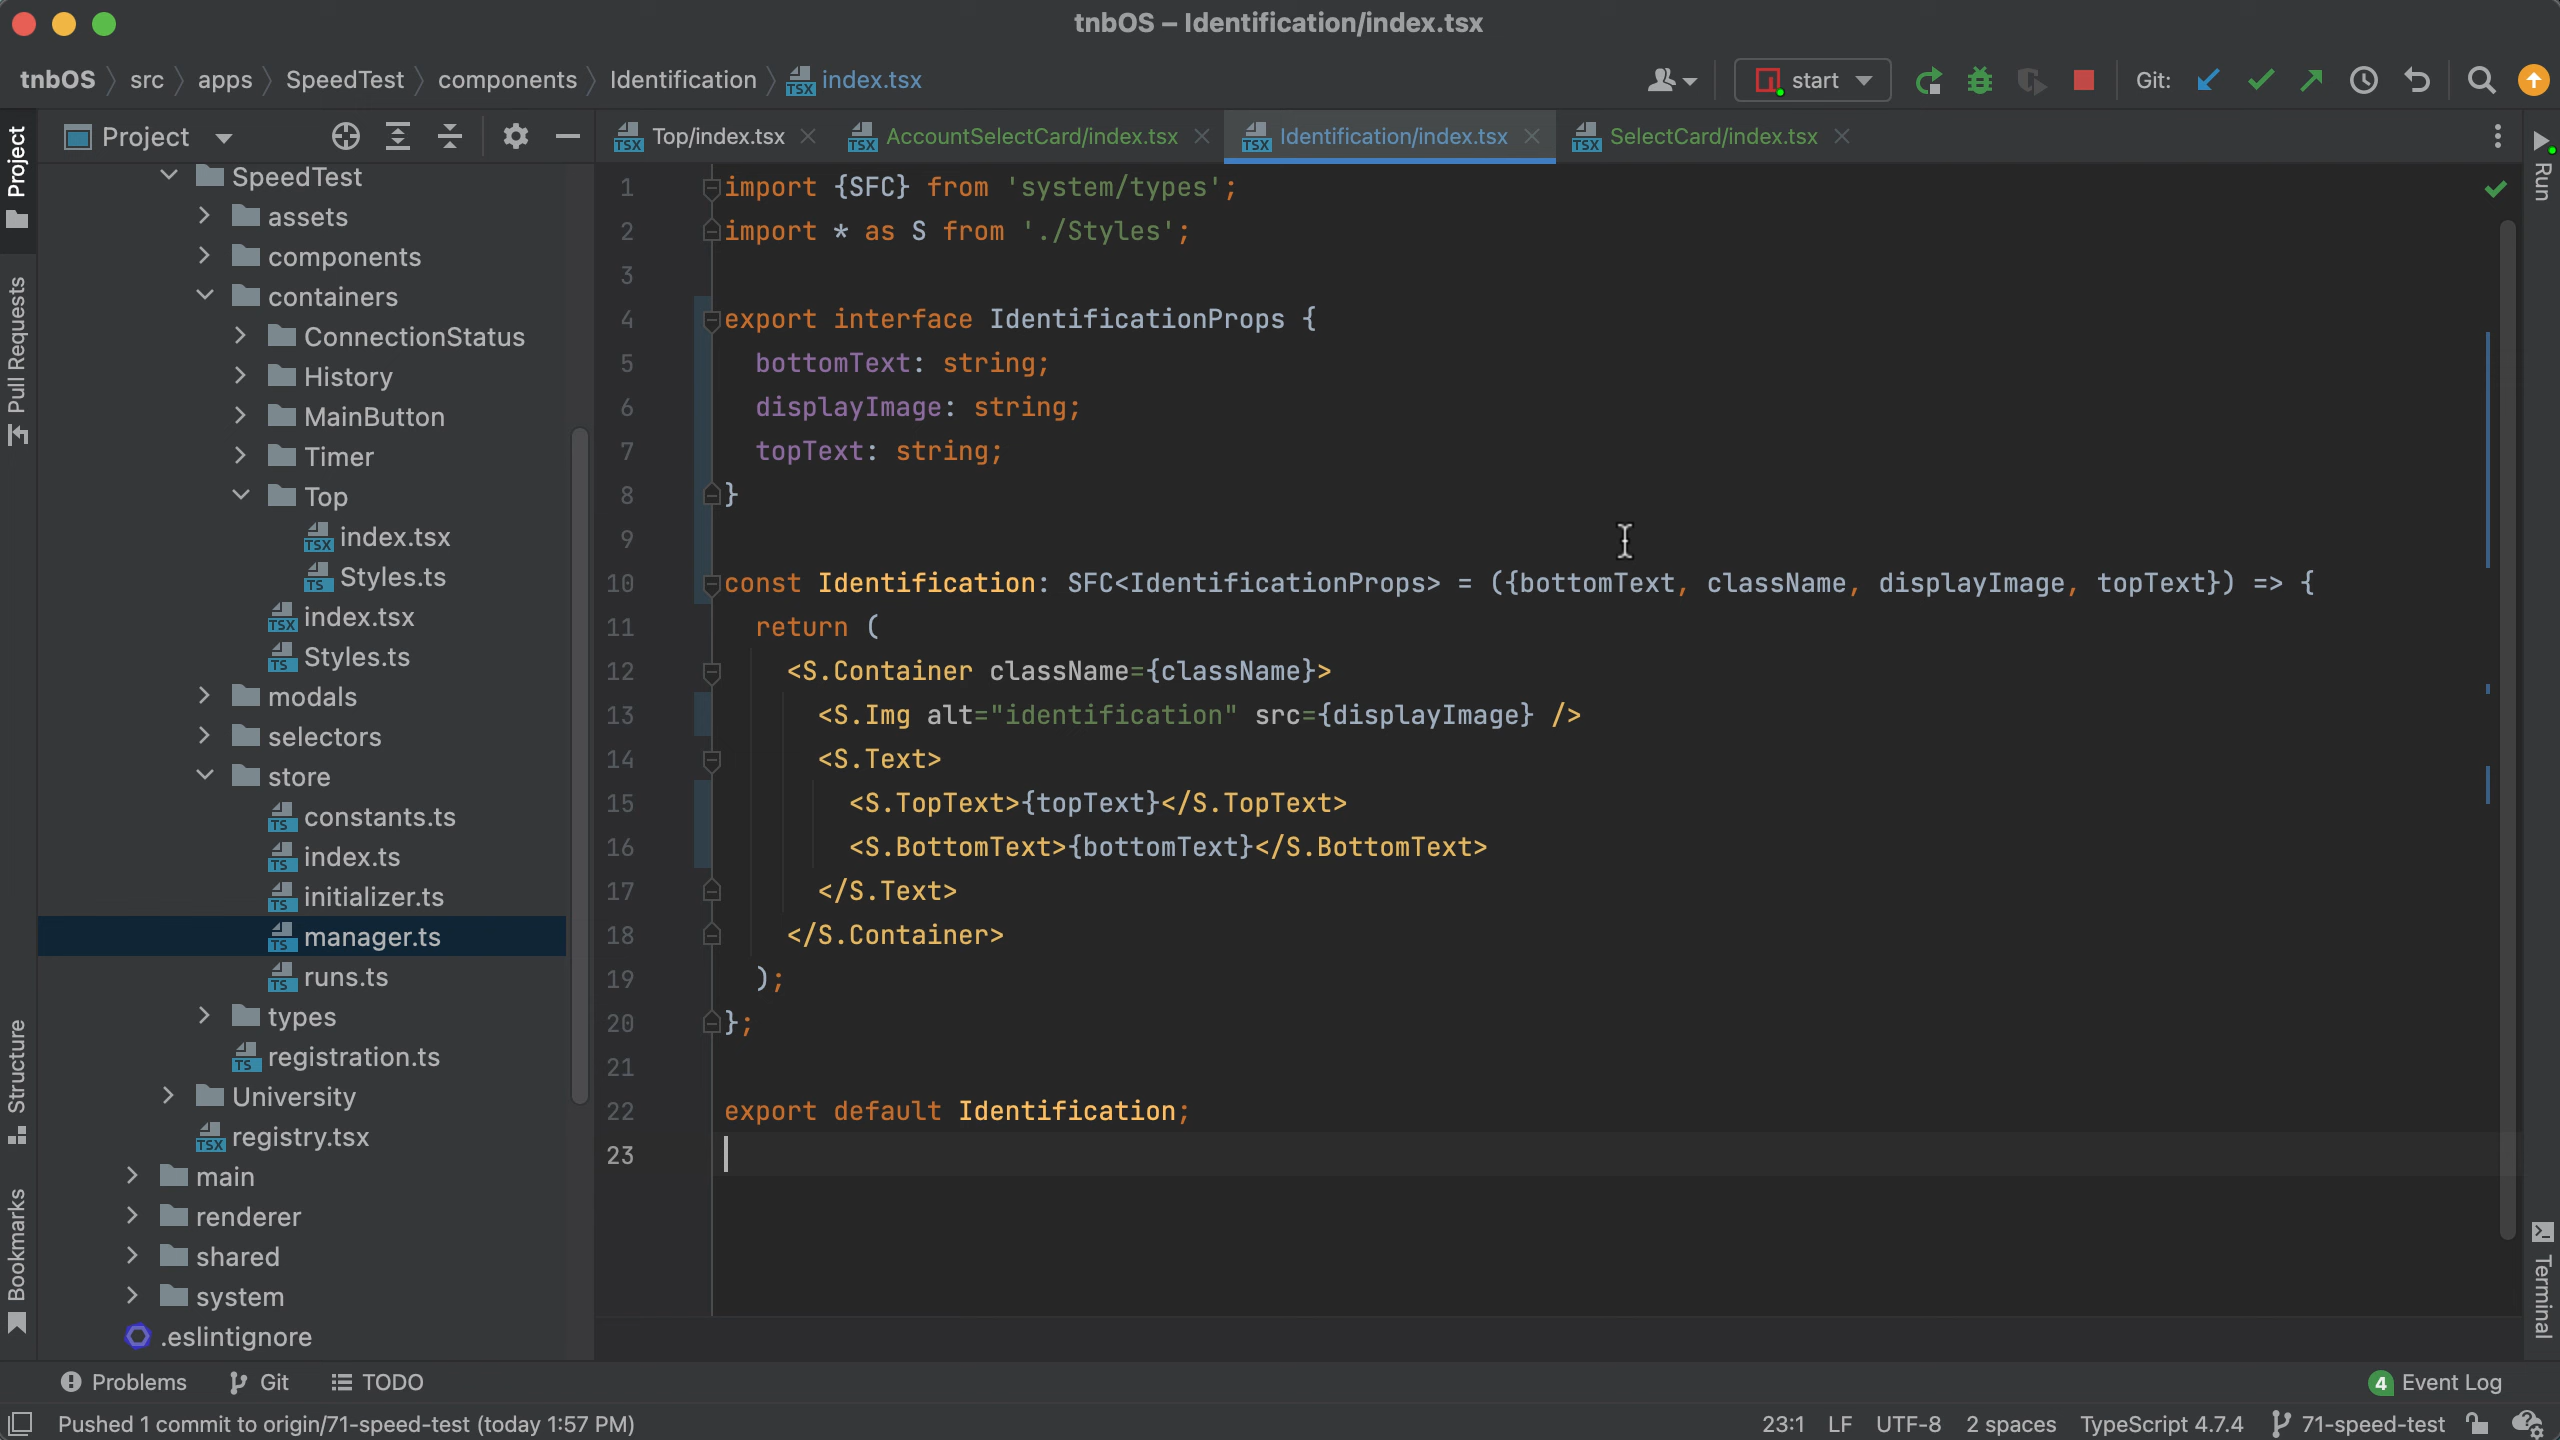 tnbOS – Identification/index.tsx
tnbOS src apps SpeedTest components Identification index.tsx
start Git:
Project
Top/index.tsx AccountSelectCard/index.tsx Identification/index.tsx SelectCard/index.tsx
Project
Pull Requests
Structure
Bookmarks
SpeedTest
assets
components
containers
ConnectionStatus
History
MainButton
Timer
Top
index.tsx
Styles.ts
index.tsx
Styles.ts
modals
selectors
store
constants.ts
index.ts
initializer.ts
manager.ts
runs.ts
types
registration.ts
University
registry.tsx
main
renderer
shared
system
.eslintignore
1 import {SFC} from 'system/types';
2 import * as S from './Styles';
3
4 export interface IdentificationProps {
5 bottomText: string;
6 displayImage: string;
7 topText: string;
8 }
9
10 const Identification: SFC<IdentificationProps> = ({bottomText, className, displayImage, topText}) => {
11 return (
12 <S.Container className={className}>
13 <S.Img alt="identification" src={displayImage} />
14 <S.Text>
15 <S.TopText>{topText}</S.TopText>
16 <S.BottomText>{bottomText}</S.BottomText>
17 </S.Text>
18 </S.Container>
19 );
20 };
21
22 export default Identification;
23
Run
Terminal
Problems Git TODO
4 Event Log
Pushed 1 commit to origin/71-speed-test (today 1:57 PM)
23:1 LF UTF-8 2 spaces TypeScript 4.7.4 71-speed-test